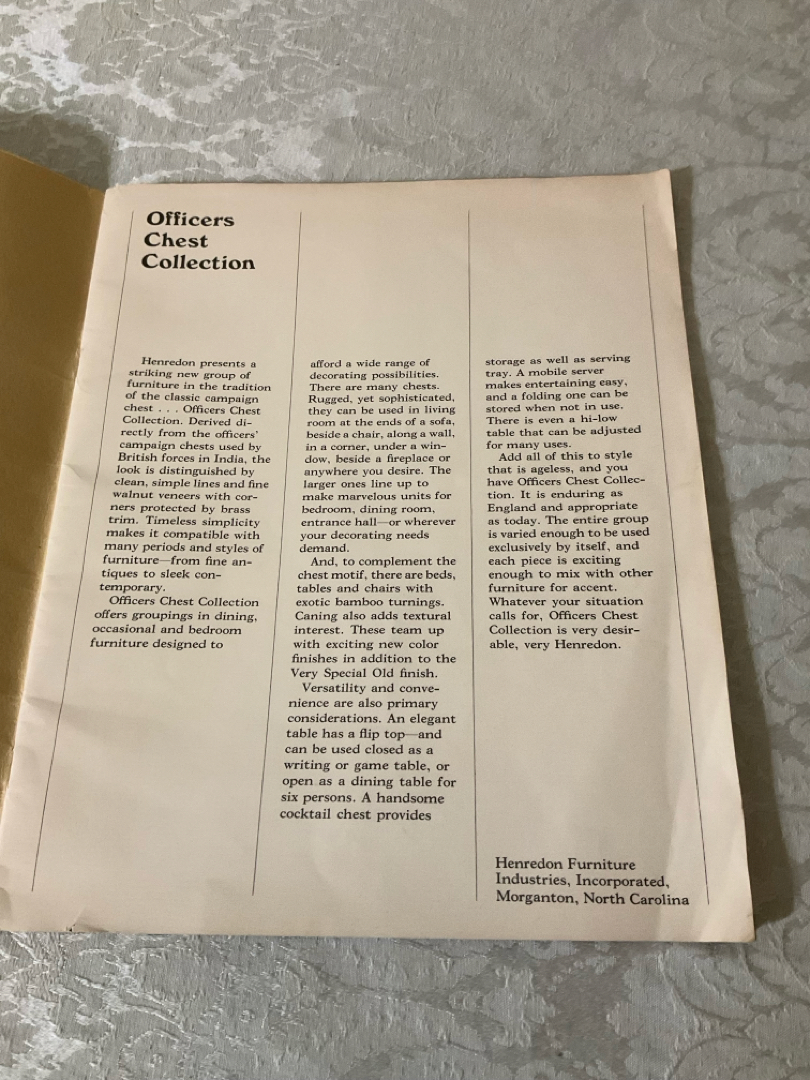 Officers
Chest
Collection
Henredon presents a
striking new group of
furniture in the tradition
of the classic campaign
chest . . . Officers Chest
Collection. Derived di-
rectly from the officers'
campaign chests used by
British forces in India, the
look is distinguished by
clean, simple lines and fine
walnut veneers with cor-
ners protected by brass
trim. Timeless simplicity
makes it compatible with
many periods and styles of
furniture—from fine an-
tiques to sleek con-
temporary.
Officers Chest Collection
offers groupings in dining,
occasional and bedroom
furniture designed to
afford a wide range of
decorating possibilities.
There are many chests.
Rugged, yet sophisticated,
they can be used in living
room at the ends of a sofa,
beside a chair, along a wall,
in a corner, under a win-
dow, beside a fireplace or
anywhere you desire. The
larger ones line up to
make marvelous units for
bedroom, dining room,
entrance hall—or wherever
your decorating needs
demand.
And, to complement the
chest motif, there are beds,
tables and chairs with
exotic bamboo turnings.
Caning also adds textural
interest. These team up
with exciting new color
finishes in addition to the
Very Special Old finish.
Versatility and conve-
nience are also primary
considerations. An elegant
table has a flip top—and
can be used closed as a
writing or game table, or
open as a dining table for
six persons. A handsome
cocktail chest provides
storage as well as serving
tray. A mobile server
makes entertaining easy,
and a folding one can be
stored when not in use.
There is even a hi-low
table that can be adjusted
for many uses.
Add all of this to style
that is ageless, and you
have Officers Chest Collec-
tion. It is enduring as
England and appropriate
as today. The entire group
is varied enough to be used
exclusively by itself, and
each piece is exciting
enough to mix with other
furniture for accent.
Whatever your situation
calls for, Officers Chest
Collection is very desir-
able, very Henredon.
Henredon Furniture
Industries, Incorporated,
Morganton, North Carolina